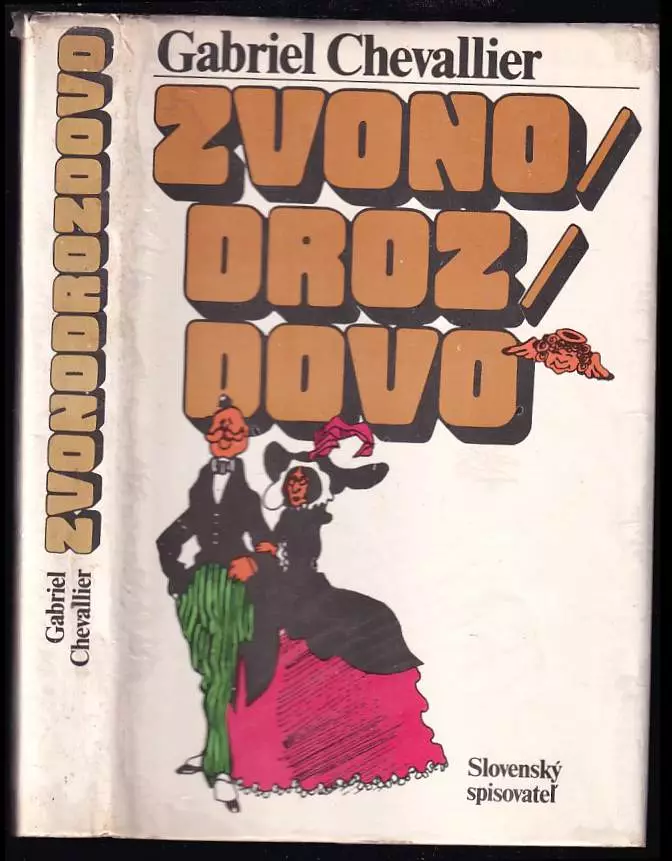 Gabriel Chevallier
ZVONO/
DROZ/
DOVO
Slovenský
spisovateľ
ZVONODROZDOVO
Gabriel
Chevallier